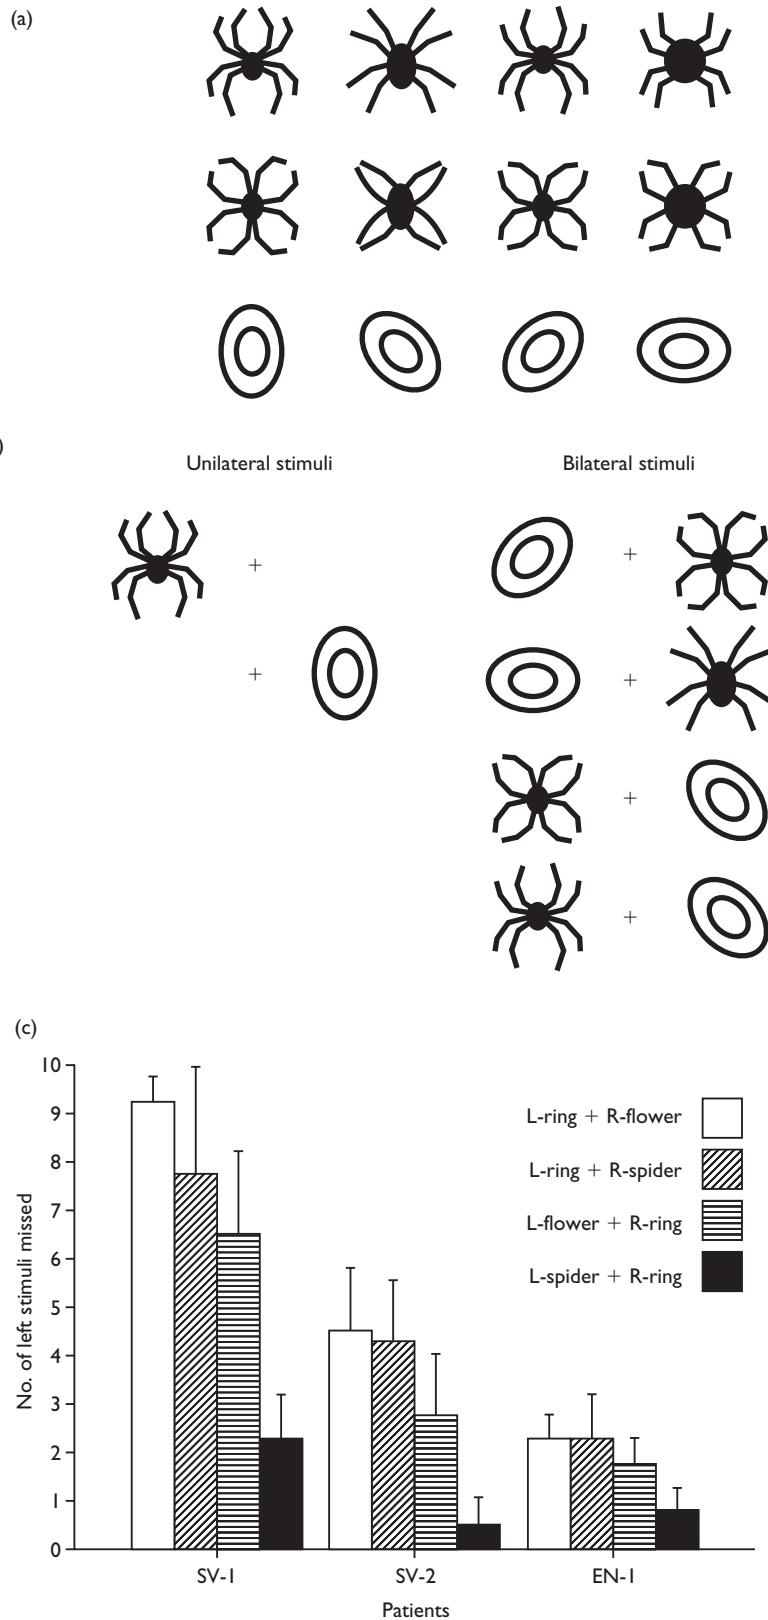 (a)
)
Unilateral stimuli Bilateral stimuli
+ +
+ +
+
+
(c)
10
9
8
7
6
5
4
3
2
1
0
No. of left stimuli missed
L-ring + R-flower
L-ring + R-spider
L-flower + R-ring
L-spider + R-ring
SV-1 SV-2 EN-1
Patients